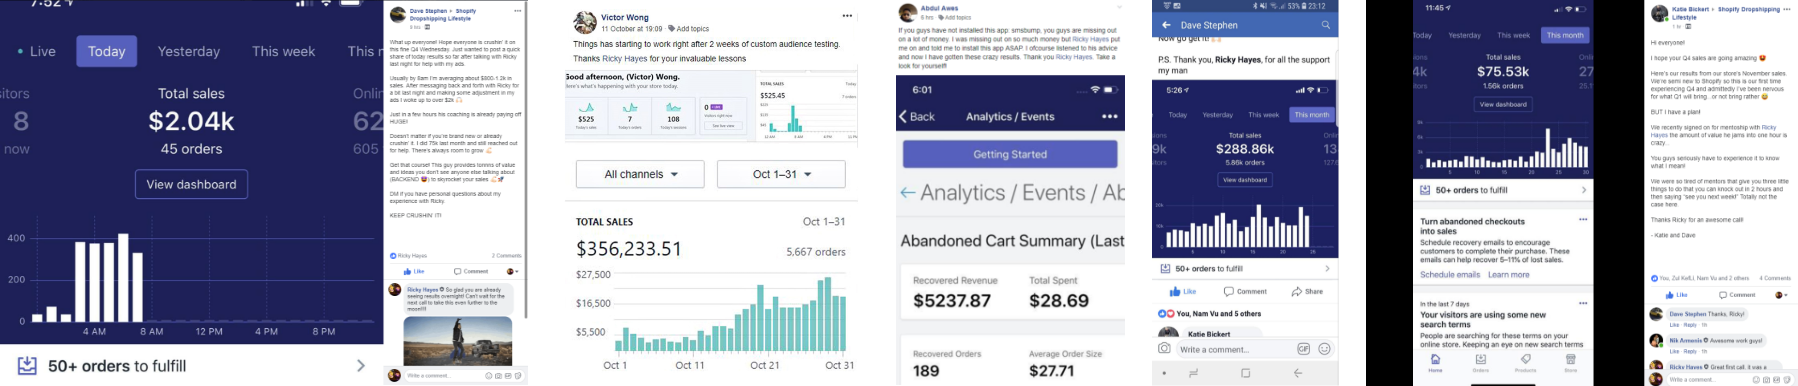 7:52
Live
Today
Yesterday
This week
This n
sitors
8
now
Total sales
$2.04k
45 orders
View dashboard
Onlin
62
605
400
200
0
4 AM
8 AM
12 PM
4 PM
8 PM
50+ orders to fulfill
Dave Stephen ▸ Shopify
Dropshipping Lifestyle
What up everyone! Hope everyone is crushin' it on
this fine Q4 Wednesday. Just wanted to post a quick
share of today results so far after talking with Ricky
last night for help with my ads.
Usually by 8am I'm averaging about $800-1.2k in
sales. After messaging back and forth with Ricky for
a bit last night and making some adjustment in my
ads I woke up to over $2k
Just in a few hours his coaching is already paying off
HUGE!
Doesn't matter if you're brand new or already
crushin' it. I did 75k last month and still reached out
for help. There's always room to grow
Get that course! This guy provides tonnns of value
and ideas you don't see anyone else talking about
(BACKEND) to skyrocket your sales
DM if you have personal questions about my
experience with Ricky.
KEEP CRUSHIN' IT!
Ricky Hayes
2 Comments
Like
Comment
Ricky Hayes So glad you are already
seeing results overnight! Can't wait for the
next call to take this even further to the
moon!!!!
Write a comment...
Victor Wong
11 October at 19:09 · Add topics
Things has starting to work right after 2 weeks of custom audience testing.
Thanks Ricky Hayes for your invaluable lessons
Good afternoon, (Victor) Wong.
Here's what's happening with your store today.
$525
Today's sales
7
Today's orders
108
Today's sessions
0
TOTAL SALES
Today
$525.45
7 orders
All channels
Oct 1–31
TOTAL SALES
Oct 1–31
$356,233.51
5,667 orders
$27,500
$16,500
$5,500
Oct 1
Oct 11
Oct 21
Oct 31
Abdul Awes
6 hrs · Add topics
If you guys have not installed this app: smsbump, you guys are missing out
on a lot of money. I was missing out on so much money but Ricky Hayes put
me on and told me to install this app ASAP. I ofcourse listened to his advice
and now i have gotten these crazy results. Thank you Ricky Hayes. Take a
look for yourself!
6:01
Back
Analytics / Events
Getting Started
Analytics / Events / Ab
Abandoned Cart Summary (Last
Recovered Revenue
$5237.87
Total Spent
$28.69
Recovered Orders
189
Average Order Size
$27.71
53%
23:12
Dave Stephen
Now go get it!
P.S. Thank you, Ricky Hayes, for all the support
my man
5:26
Today
Yesterday
This week
This month
9k
Total sales
$288.86k
5.86k orders
View dashboard
13
50+ orders to fulfill
Like
Comment
Share
You, Nam Vu and 5 others
Katie Bickert
Write a comment...
GIF
11:45
Today
Yesterday
This week
This month
4k
Total sales
$75.53k
1.56k orders
View dashboard
27
50+ orders to fulfill
Turn abandoned checkouts
into sales
Schedule recovery emails to encourage
customers to complete their purchase. These
emails can help recover 5–11% of lost sales.
Schedule emails
Learn more
In the last 7 days
Your visitors are using some new
search terms
People are searching for these terms on your
online store. Keeping an eye on new search terms
Home
Orders
Products
Store
Katie Bickert ▸ Shopify Dropshipping
Lifestyle
1 hr
Hi everyone!
I hope your Q4 sales are going amazing
Here's our results from our store's November sales.
We're semi new to Shopify so this is our first time
experiencing Q4 and admittedly I've been nervous
for what Q1 will bring...or not bring rather
BUT I have a plan!
We recently signed on for mentorship with Ricky
Hayes the amount of value he jams into one hour is
crazy...
You guys seriously have to experience it to know
what I mean!
We were so tired of mentors that give you three little
things to do that you can knock out in 2 hours and
then saying "see you next week!" Totally not the
case here.
Thanks Ricky for an awesome call!
- Katie and Dave
You, Zul Kefli, Nam Vu and 2 others
4 Comments
Like
Comment
Dave Stephen Thanks, Ricky!
Like · Reply · 1h
Nik Armenis Awesome work guys!
Like · Reply · 1h
Ricky Hayes Great first call, it was a
Write a comment...